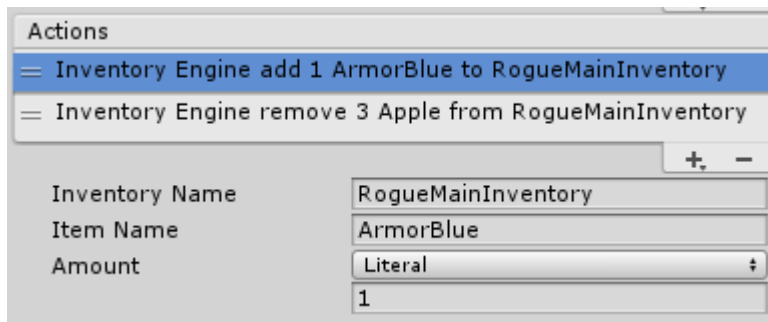 Actions
Inventory Engine add 1 ArmorBlue to RogueMainInventory
Inventory Engine remove 3 Apple from RogueMainInventory
Inventory Name RogueMainInventory
Item Name ArmorBlue
Amount Literal
1